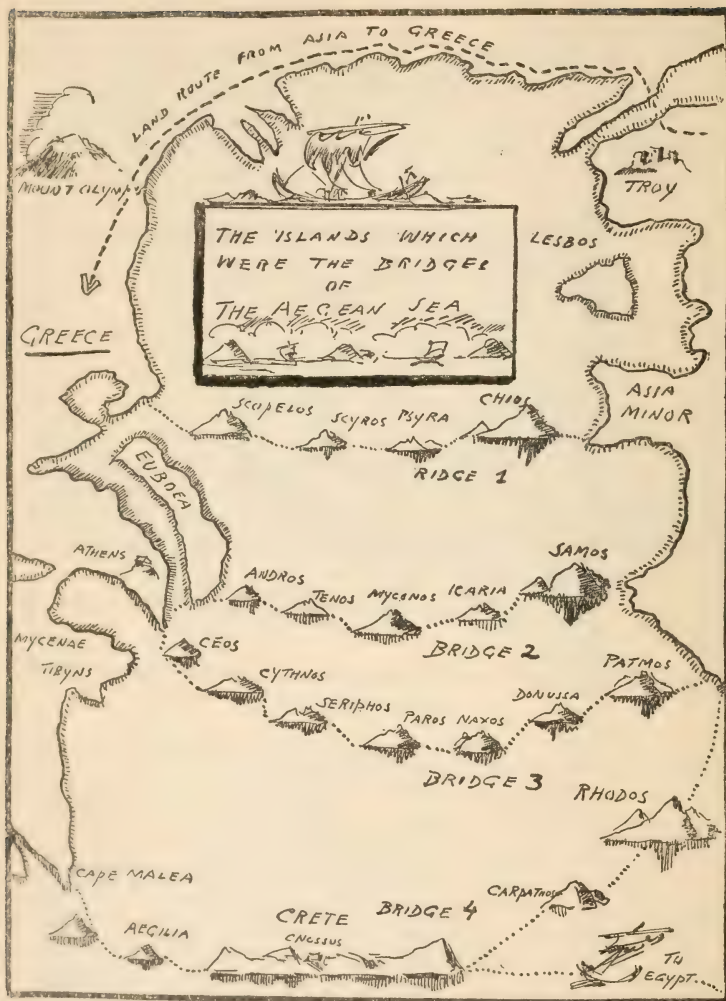 LAND ROUTE FROM ASIA TO GREECE
MOUNT OLYMP
TROY
THE ISLANDS WHICH
WERE THE BRIDGES
OF
THE AEGEAN SEA
LESBOS
GREECE
ASIA
MINOR
SCOPELOS
SCYROS
PSYRA
CHIOS
RIDGE 1
EUBOEA
ATHENS
ANDROS
TENOS
MYCENOS
ICARIA
SAMOS
BRIDGE 2
MYCENAE
TIRYNS
CEOS
CYTHNOS
SERIPHOS
PAROS
NAXOS
DONUSSA
PATMOS
BRIDGE 3
RHODOS
CAPE MALEA
AEGILIA
CRETE
CNOSSUS
BRIDGE 4
CARPATHOS
TO
EGYPT